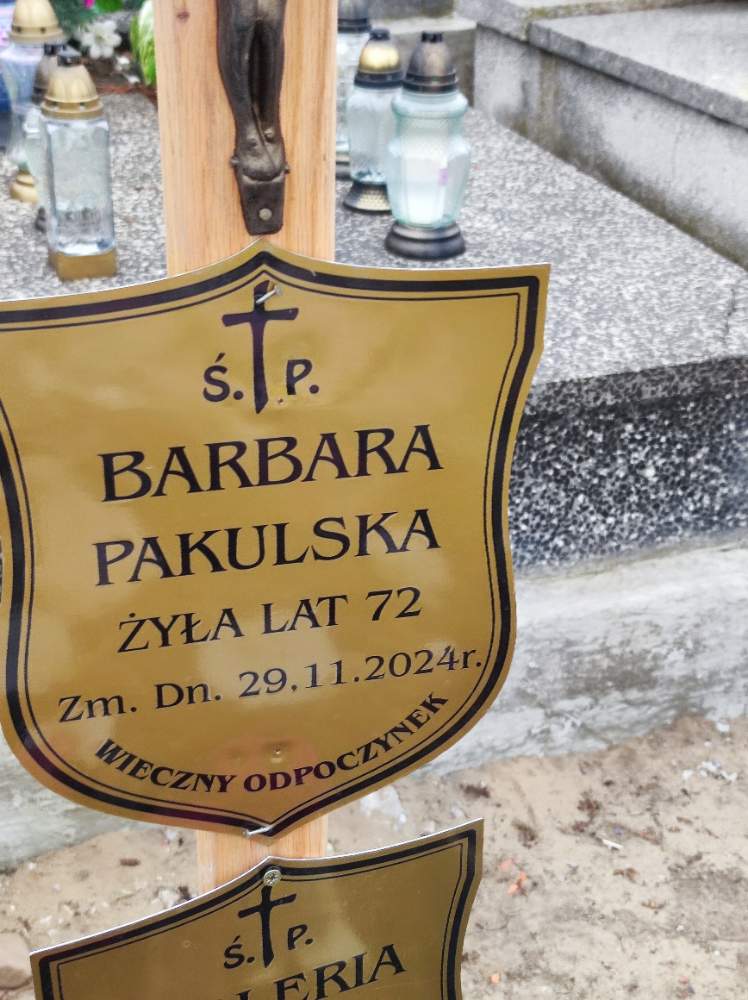 Ś. P.
BARBARA
PAKULSKA
ŻYŁA LAT 72
Zm. Dn. 29.11.2024r.
WIECZNY ODPOCZYNEK
Ś. P.